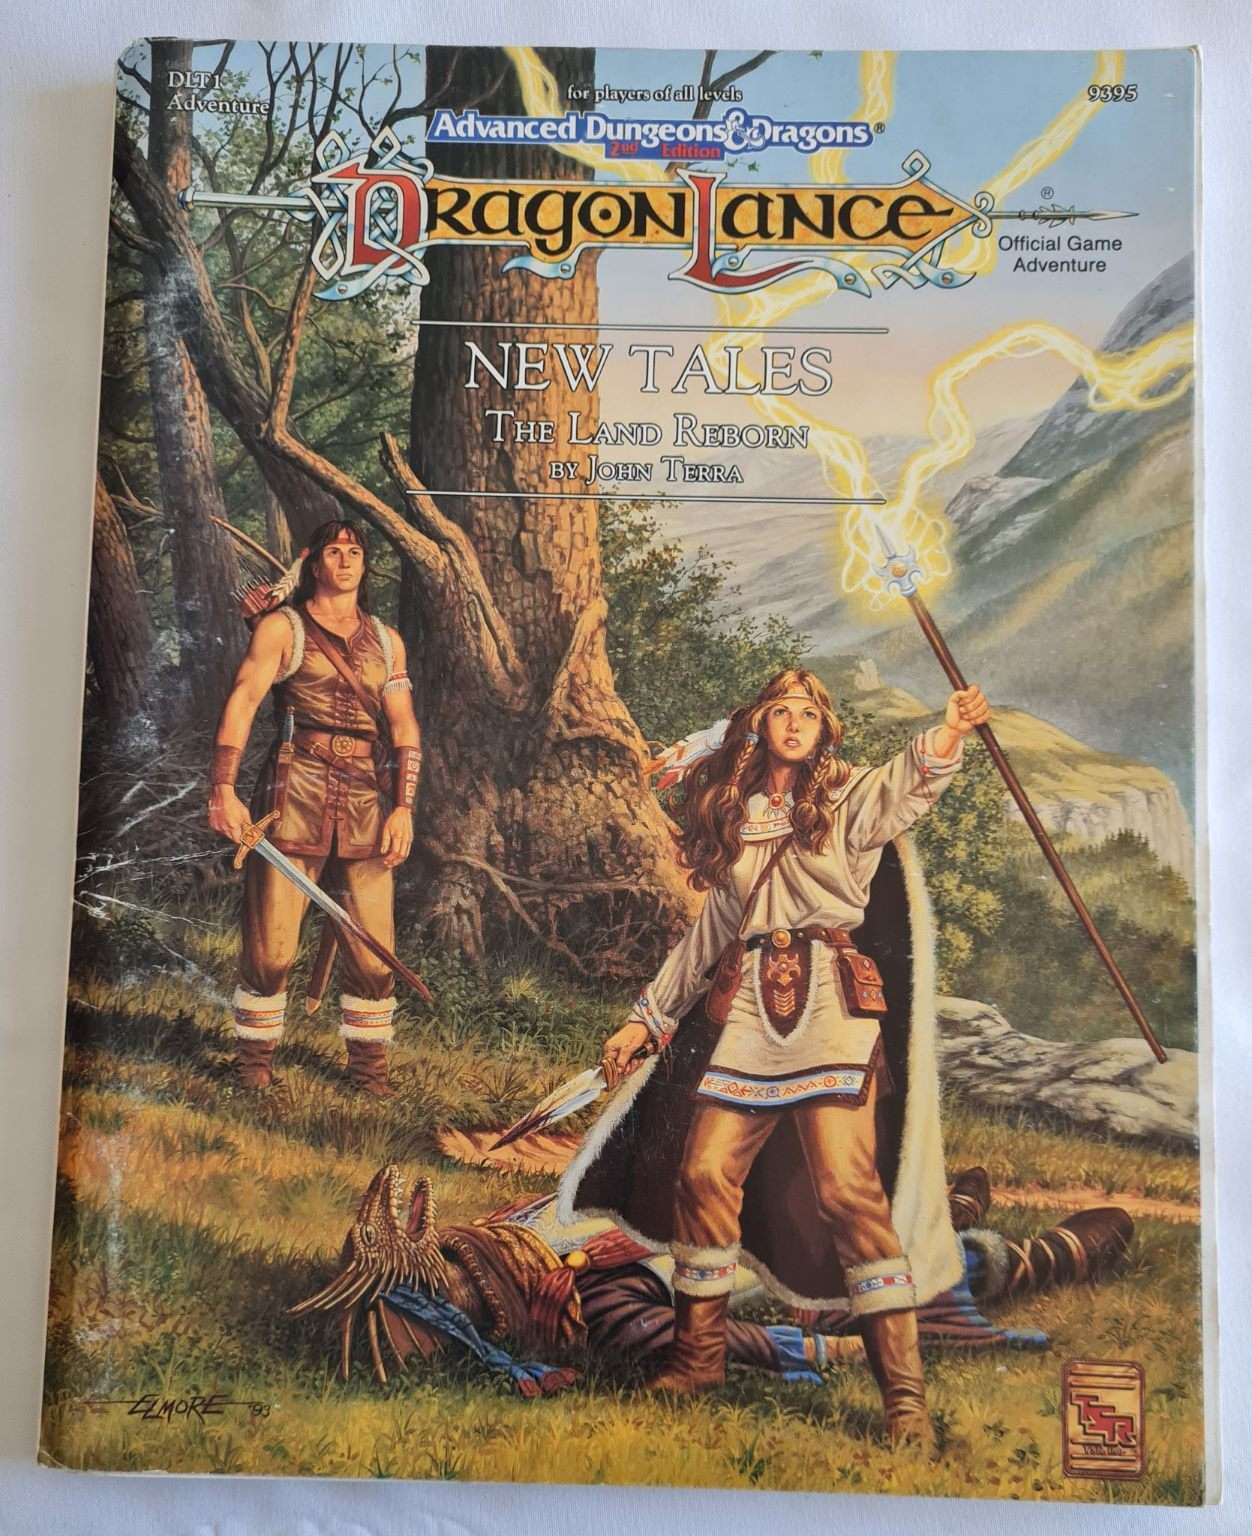 DLT1
Adventure
for players of all levels
9395
Advanced Dungeons & Dragons®
2nd Edition
DRAGONLANCE
®
Official Game
Adventure
NEW TALES
THE LAND REBORN
BY JOHN TERRA
ELMORE '93
TSR